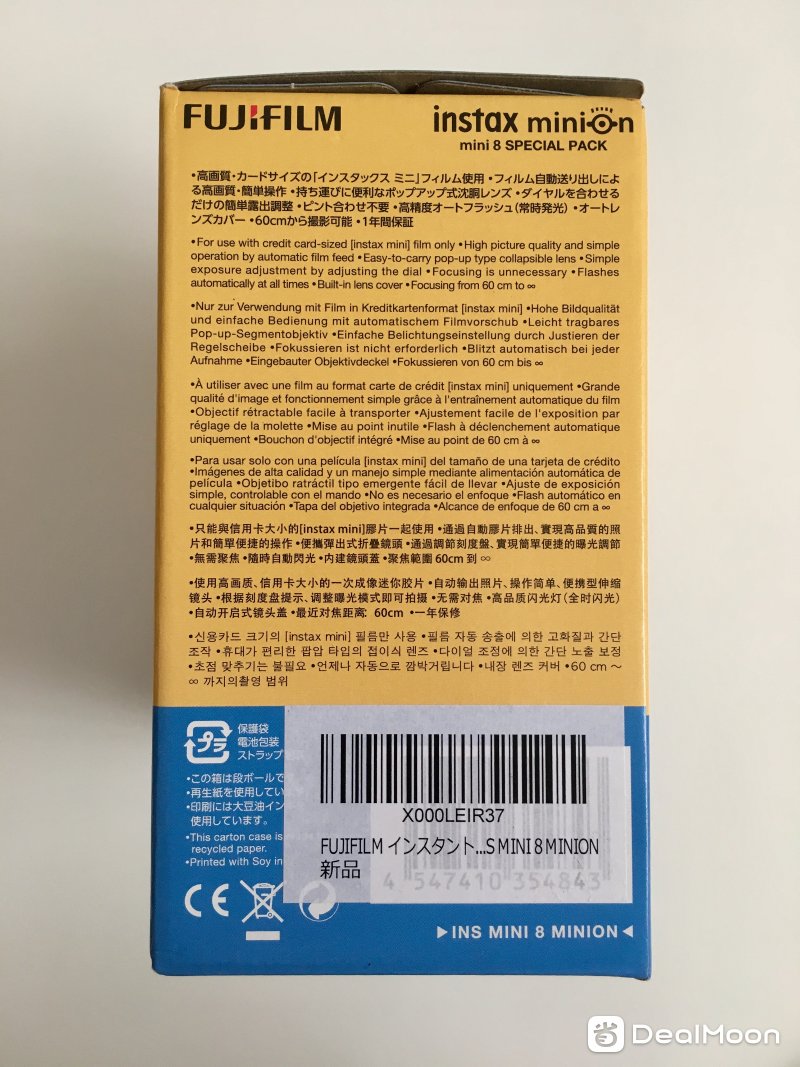 FUJIFILM
instax minion
mini 8 SPECIAL PACK
•高画質・カードサイズの「インスタックス ミニ」フィルム使用 •フィルム自動送り出しによ
る高画質・簡単操作 •持ち運びに便利なポップアップ式沈胴レンズ •ダイヤルを合わせる
だけの簡単露出調整 •ピント合わせ不要 •高精度オートフラッシュ(常時発光) •オートレ
ンズカバー •60cmから撮影可能 •1年間保証
•For use with credit card-sized [instax mini] film only •High picture quality and simple
operation by automatic film feed •Easy-to-carry pop-up type collapsible lens •Simple
exposure adjustment by adjusting the dial •Focusing is unnecessary •Flashes
automatically at all times •Built-in lens cover •Focusing from 60 cm to ∞
•Nur zur Verwendung mit Film in Kreditkartenformat [instax mini] •Hohe Bildqualität
und einfache Bedienung mit automatischem Filmvorschub •Leicht tragbares
Pop-up-Segmentobjektiv •Einfache Belichtungseinstellung durch Justieren der
Regelscheibe •Fokussieren ist nicht erforderlich •Blitzt automatisch bei jeder
Aufnahme •Eingebauter Objektivdeckel •Fokussieren von 60 cm bis ∞
•À utiliser avec une film au format carte de crédit [instax mini] uniquement •Grande
qualité d'image et fonctionnement simple grâce à l'entraînement automatique du film
•Objectif rétractable facile à transporter •Ajustement facile de l'exposition par
réglage de la molette •Mise au point inutile •Flash à déclenchement automatique
uniquement •Bouchon d'objectif intégré •Mise au point de 60 cm à ∞
•Para usar solo con una película [instax mini] del tamaño de una tarjeta de crédito
•Imágenes de alta calidad y un manejo simple mediante alimentación automática de
película •Objetibo ratráctil tipo emergente fácil de llevar •Ajuste de exposición
simple, controlable con el mando •No es necesario el enfoque •Flash automático en
cualquier situación •Tapa del objetivo integrada •Alcance de enfoque de 60 cm a ∞
•只能與信用卡大小的[instax mini]膠片一起使用 •通過自動膠片排出、實現高品質的照
片和簡單便捷的操作 •便攜彈出式折疊鏡頭 •通過調節刻度盤、實現簡單便捷的曝光調節
•無需聚焦 •隨時自動閃光 •内建鏡頭蓋 •聚焦範圍 60cm 到 ∞
•使用高画质、信用卡大小的一次成像迷你胶片 •自动输出照片、操作简单、便携型伸缩
镜头 •根据刻度盘提示、调整曝光模式即可拍摄 •无需对焦 •高品质闪光灯(全时闪光)
•自动开启式镜头盖 •最近对焦距离: 60cm •一年保修
•신용카드 크기의 [instax mini] 필름만 사용 •필름 자동 송출에 의한 고화질과 간단
조작 •휴대가 편리한 팝압 타입의 접이식 렌즈 •다이얼 조정에 의한 간단 노출 보정
•초점 맞추기는 불필요 •언제나 자동으로 깜박거립니다 •내장 렌즈 커버 •60 cm ～
∞ 까지의촬영 범위
プラ
保護袋
電池包装
ストラップ
•この箱は段ボールで
•再生紙を使用してい
•印刷には大豆油イン
使用しています。
•This carton case is
recycled paper.
•Printed with Soy in
X000LEIR37
FUJIFILM インスタント...S MINI 8 MINION
新品
4 547410 354843
CE
▶INS MINI 8 MINION◀
DealMoon